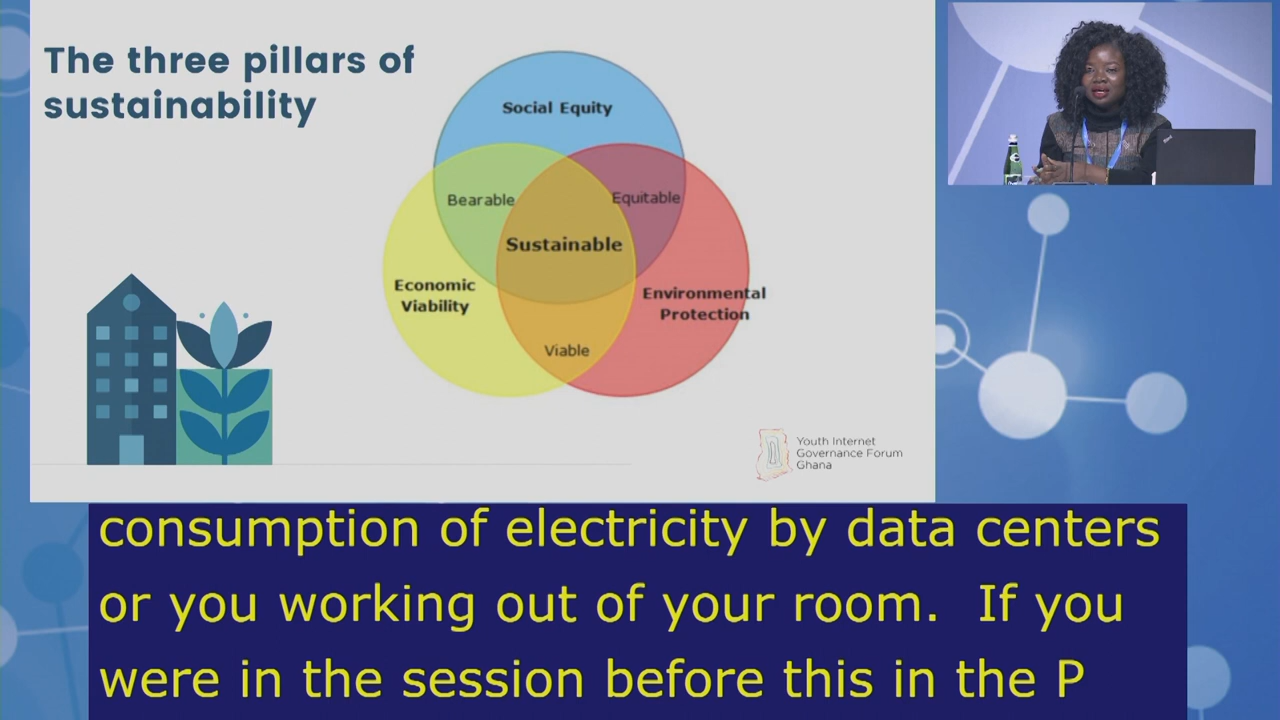 The three pillars of
sustainability
Social Equity
Bearable
Equitable
Sustainable
Economic
Viability
Environmental
Protection
Viable
Youth Internet
Governance Forum
Ghana
consumption of electricity by data centers
or you working out of your room.  If you
were in the session before this in the P